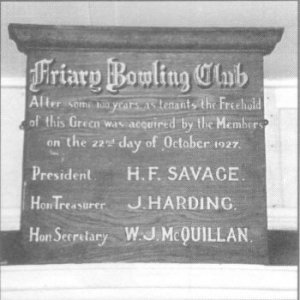 Friary Bowling Club
After some 100 years, as tenants the Freehold
of this Green was acquired by the Members
on the 22nd day of October 1927.
President H.F. SAVAGE.
Hon Treasurer J. HARDING.
Hon Secretary W.J. McQUILLAN.